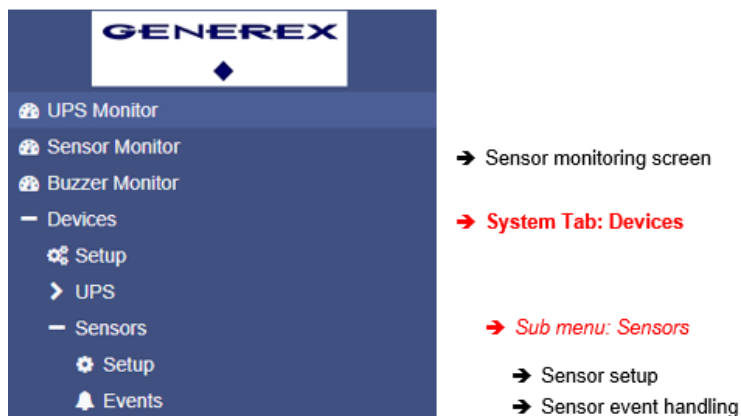 GENEREX
UPS Monitor
Sensor Monitor
➔ Sensor monitoring screen
Buzzer Monitor
Devices
➔ System Tab: Devices
Setup
UPS
Sensors
➔ Sub menu: Sensors
Setup
➔ Sensor setup
Events
➔ Sensor event handling